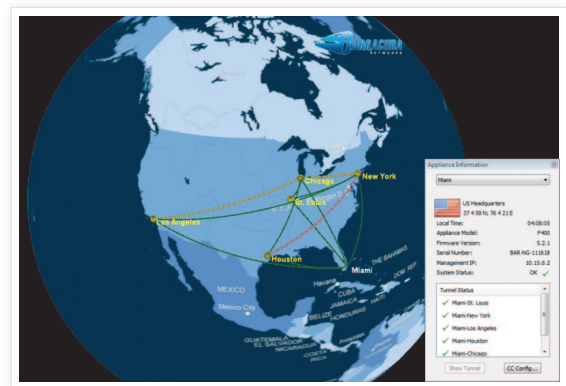 BARRACUDA
NETWORKS
Chicago
New York
St. Louis
Los Angeles
Houston
Miami
THE BAHAMAS
Havana
CUBA
DOM REP.
MEXICO
HAITI
JAMAICA
Mexico City
BELIZE
HONDURAS
GUATEMALA
EL SALVADOR
NICARAGUA
COSTA
RICA
PANAMA
Appliance Information
Miami
US Headquarters
37 4 58 N; 76 4 21 E
Local Time: 04:08:05
Appliance Model: F400
Firmware Version: 5.2.1
Serial Number: BAR-NG-111618
Management IP: 10.15.0.2
System Status: OK
Tunnel Status
Miami-St. Louis
Miami-New York
Miami-Los Angeles
Miami-Houston
Miami-Chicago
Show Tunnel
CC Config...